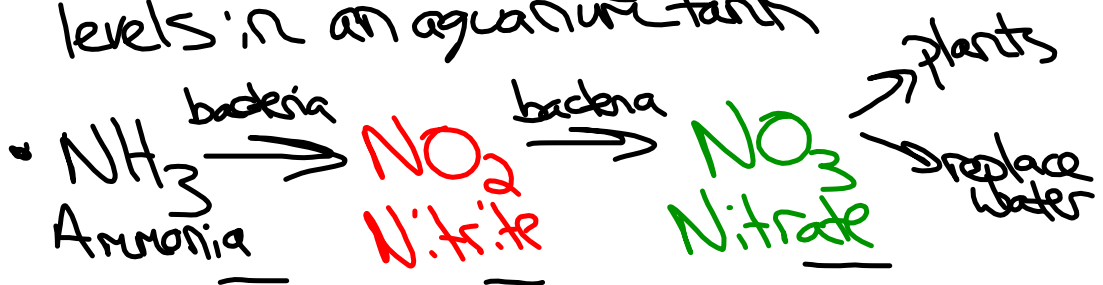 levels in an aquarium tank
bacteria bacteria plants
• NH3 NO2 NO3 replace
water
Ammonia Nitrite Nitrate